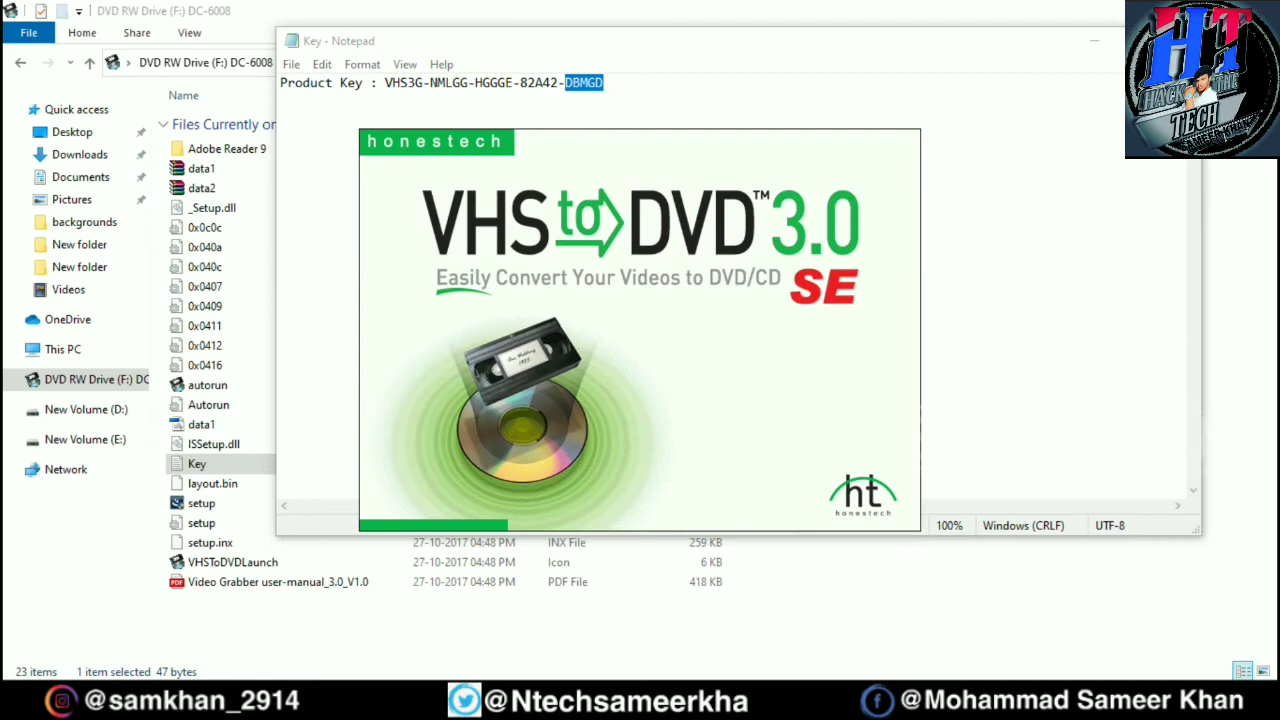 DVD RW Drive (F:) DC-6008
File Home Share View
DVD RW Drive (F:) DC-6008
Name
Quick access
Desktop
Downloads
Documents
Pictures
backgrounds
New folder
New folder
Videos
OneDrive
This PC
DVD RW Drive (F:) DC
New Volume (D:)
New Volume (E:)
Network
Files Currently on
Adobe Reader 9
data1
data2
_Setup.dll
0x0c0c
0x040a
0x040c
0x0407
0x0409
0x0411
0x0412
0x0416
autorun
Autorun
data1
ISSetup.dll
Key
layout.bin
setup
setup
setup.inx 27-10-2017 04:48 PM INX File 259 KB
VHSToDVDLaunch 27-10-2017 04:48 PM Icon 6 KB
Video Grabber user-manual_3.0_V1.0 27-10-2017 04:48 PM PDF File 418 KB
23 items 1 item selected 47 bytes
Key - Notepad
File Edit Format View Help
Product Key : VHS3G-NMLGG-HGGGE-82A42-DBMGD
honestech
VHS to DVD™ 3.0
Easily Convert Your Videos to DVD/CD SE
ht
honestech
100% Windows (CRLF) UTF-8
HT
HACK THE
TECH
SAMEER KHAN
@samkhan_2914 @Ntechsameerkha @Mohammad Sameer Khan